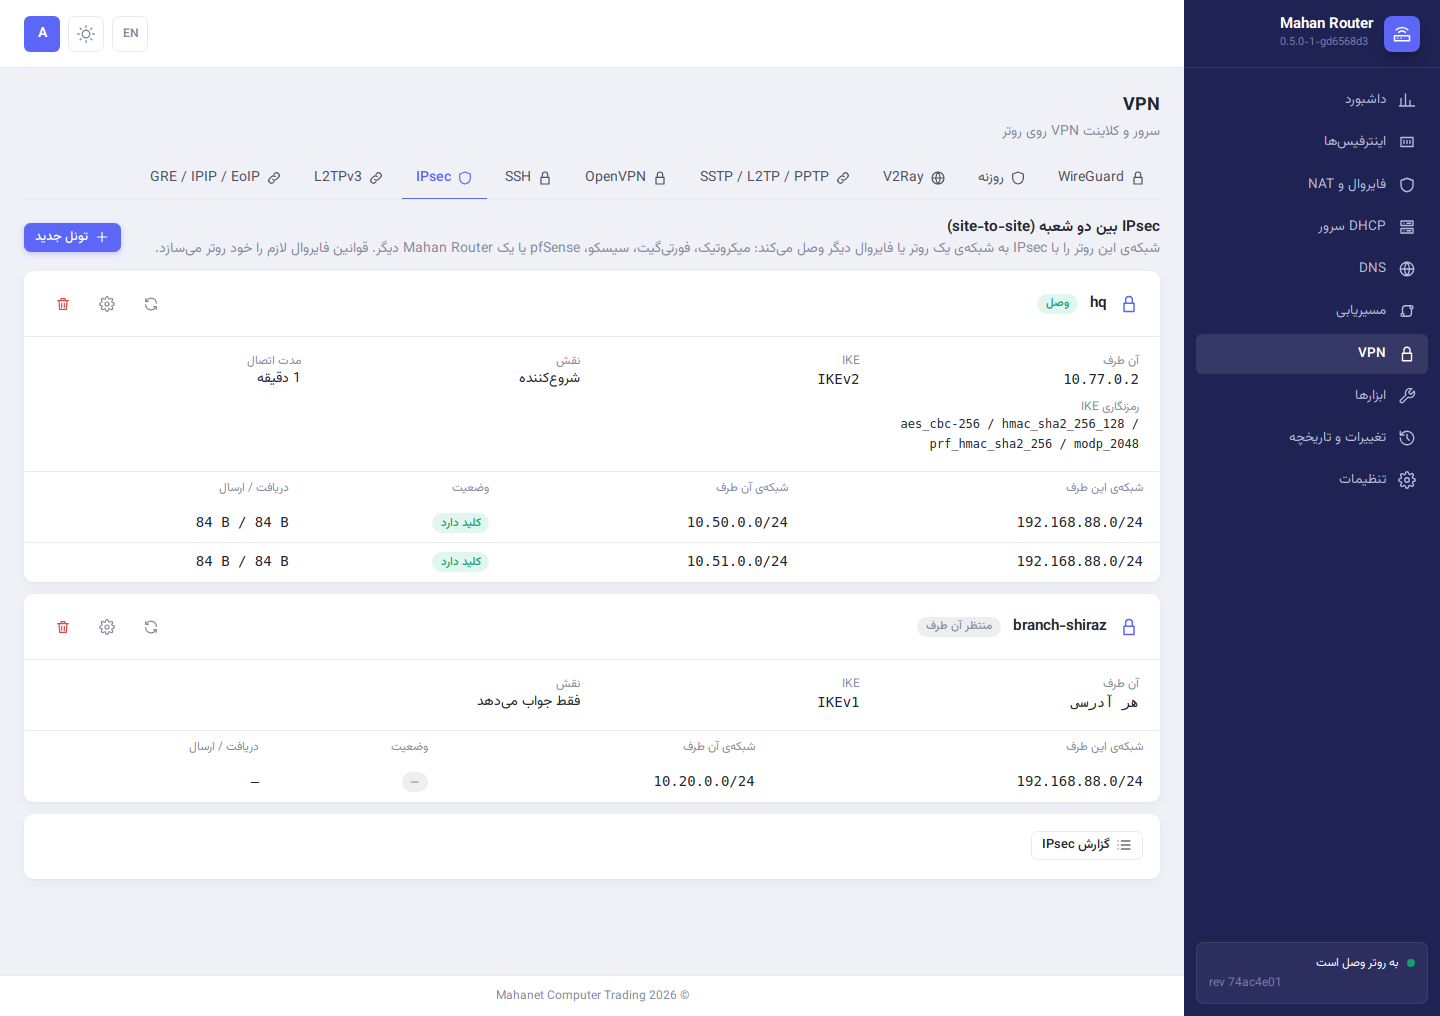 Mahan Router
0.5.0-1-gd6568d3
داشبورد
اینترفیس‌ها
فایروال و NAT
سرور DHCP
DNS
مسیریابی
VPN
ابزارها
تغییرات و تاریخچه
تنظیمات
به روتر وصل است
rev 74ac4e01
EN
A
VPN
سرور و کلاینت VPN روی روتر
WireGuard
روزنه
V2Ray
SSTP / L2TP / PPTP
OpenVPN
SSH
IPsec
L2TPv3
GRE / IPIP / EoIP
IPsec بین دو شعبه (site-to-site)
شبکه‌ی این روتر را با IPsec به شبکه‌ی یک روتر یا فایروال دیگر وصل می‌کند: میکروتیک، فورتی‌گیت، سیسکو، pfSense یا یک Mahan Router دیگر. قوانین فایروال لازم را خود روتر می‌سازد.
تونل جدید
hq وصل
آن طرف IKE نقش مدت اتصال
10.77.0.2 IKEv2 شروع‌کننده 1 دقیقه
رمزنگاری IKE
aes_cbc-256 / hmac_sha2_256_128 /
prf_hmac_sha2_256 / modp_2048
شبکه‌ی این طرف شبکه‌ی آن طرف وضعیت دریافت / ارسال
192.168.88.0/24 10.50.0.0/24 کلید دارد 84 B / 84 B
192.168.88.0/24 10.51.0.0/24 کلید دارد 84 B / 84 B
branch-shiraz منتظر آن طرف
آن طرف IKE نقش
هر آدرسی IKEv1 فقط جواب می‌دهد
شبکه‌ی این طرف شبکه‌ی آن طرف وضعیت دریافت / ارسال
192.168.88.0/24 10.20.0.0/24 — —
گزارش IPsec
© 2026 Mahanet Computer Trading